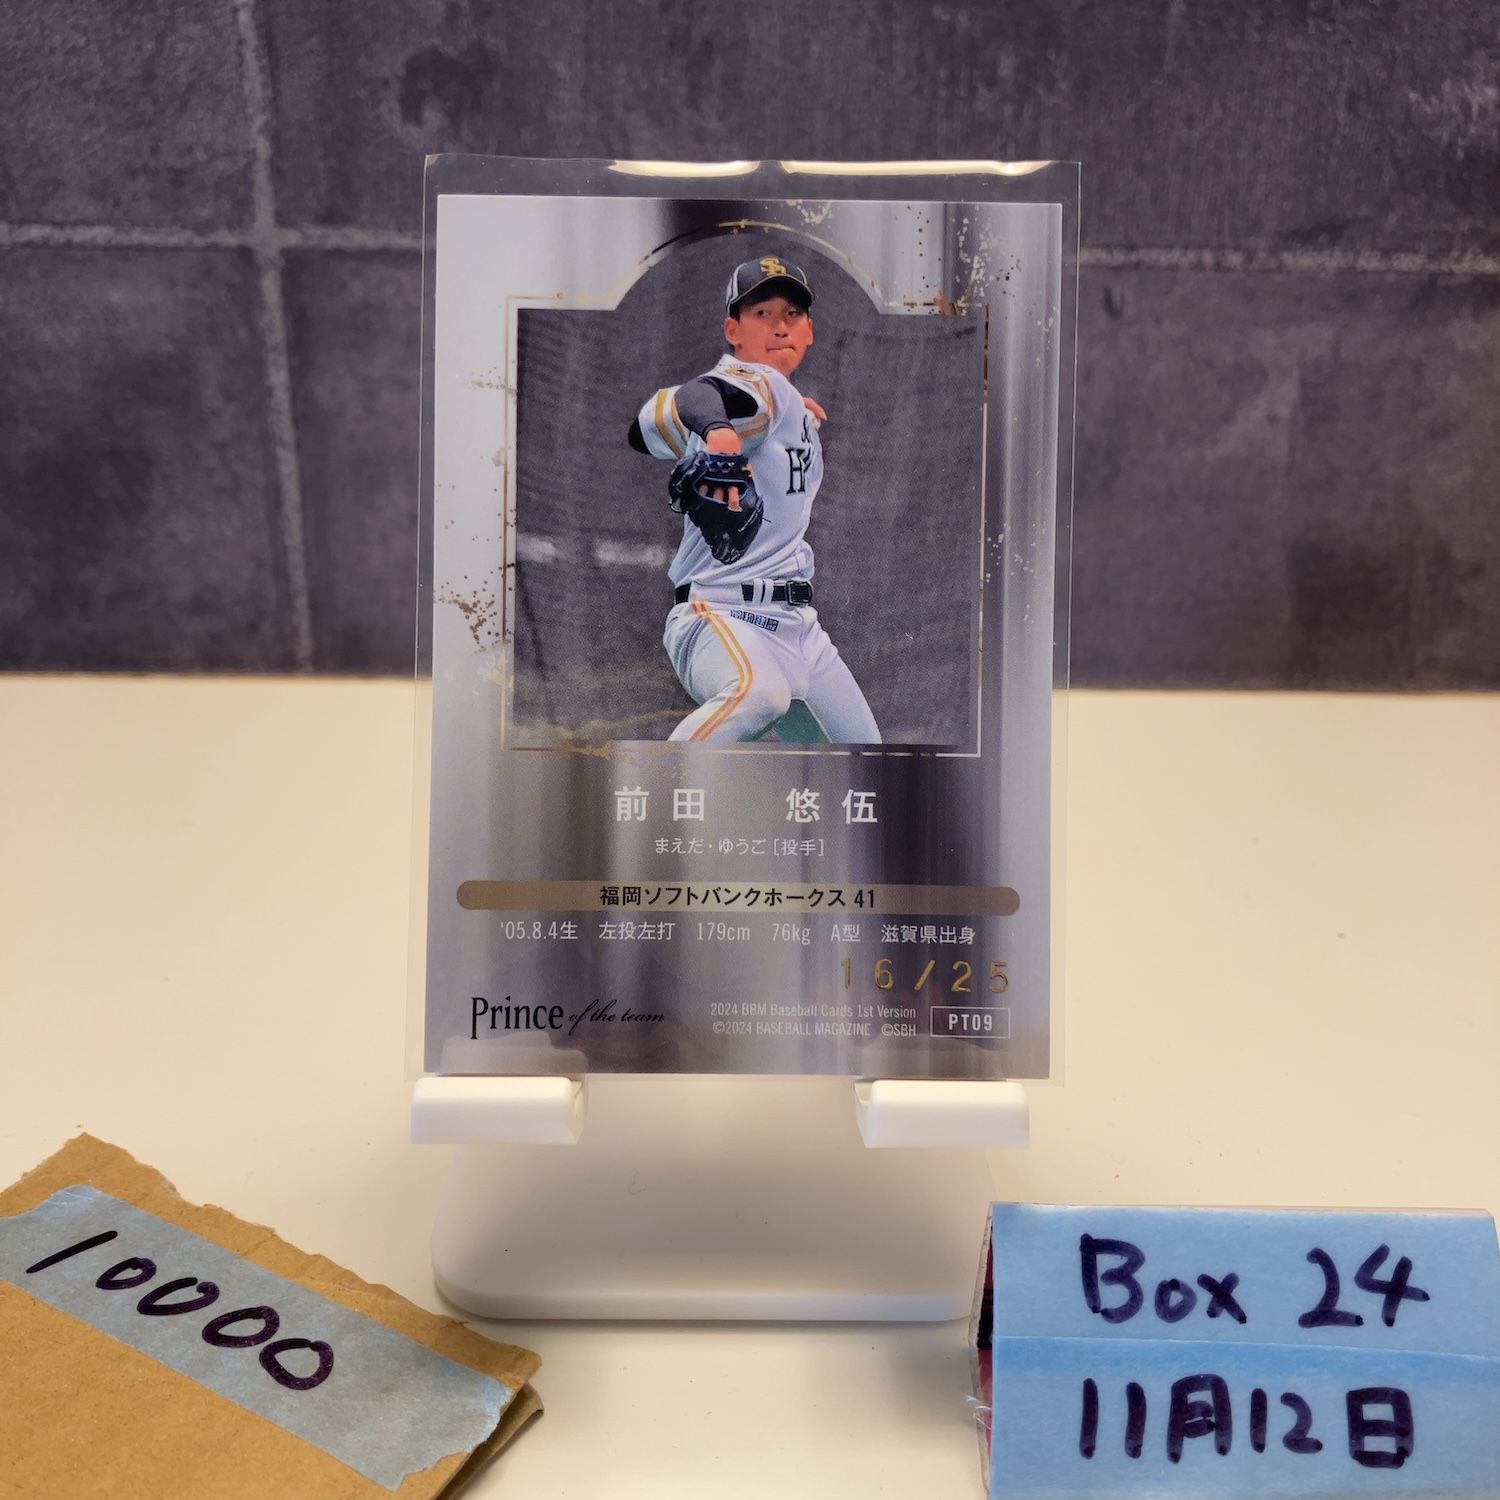 前田 悠伍
まえだ・ゆうご [投手]
福岡ソフトバンクホークス 41
'05.8.4生 左投左打 179cm 76kg A型 滋賀県出身
16/25
Prince of the team
2024 BBM Baseball Cards 1st Version
©2024 BASEBALL MAGAZINE ©SBH
PT09
10000
Box 24
11月12日